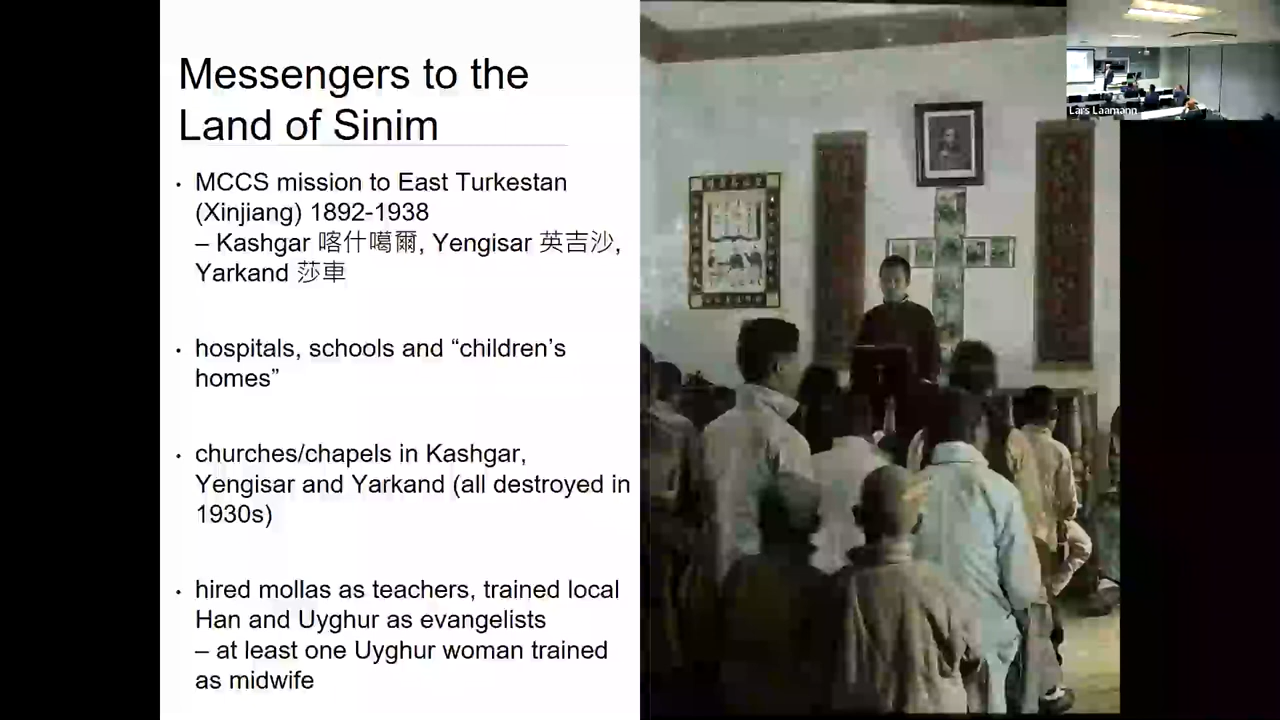 Messengers to the
Land of Sinim
• MCCS mission to East Turkestan
(Xinjiang) 1892-1938
– Kashgar 喀什噶爾, Yengisar 英吉沙,
Yarkand 莎車
• hospitals, schools and “children’s
homes”
• churches/chapels in Kashgar,
Yengisar and Yarkand (all destroyed in
1930s)
• hired mollas as teachers, trained local
Han and Uyghur as evangelists
– at least one Uyghur woman trained
as midwife
Lars Laamann